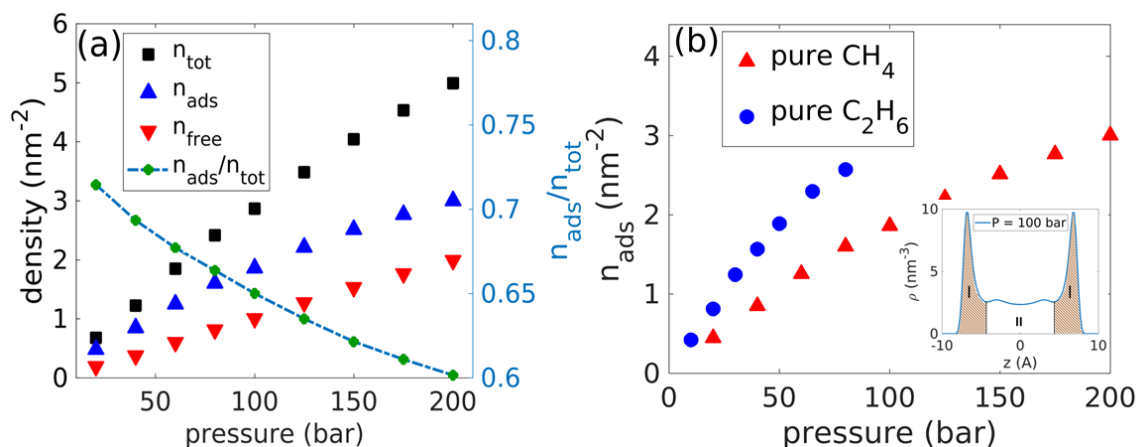 (a)
n_tot
n_ads
n_free
n_ads/n_tot
6
5
4
3
2
1
0
density (nm⁻²)
50 100 150 200
pressure (bar)
0.8
0.75
0.7
0.65
0.6
n_ads/n_tot
(b)
pure CH₄
pure C₂H₆
4
3
2
1
0
n_ads (nm⁻²)
0 50 100 150 200
pressure (bar)
P = 100 bar
10
5
0
ρ (nm⁻³)
I I
II
-10 0 10
z (A)